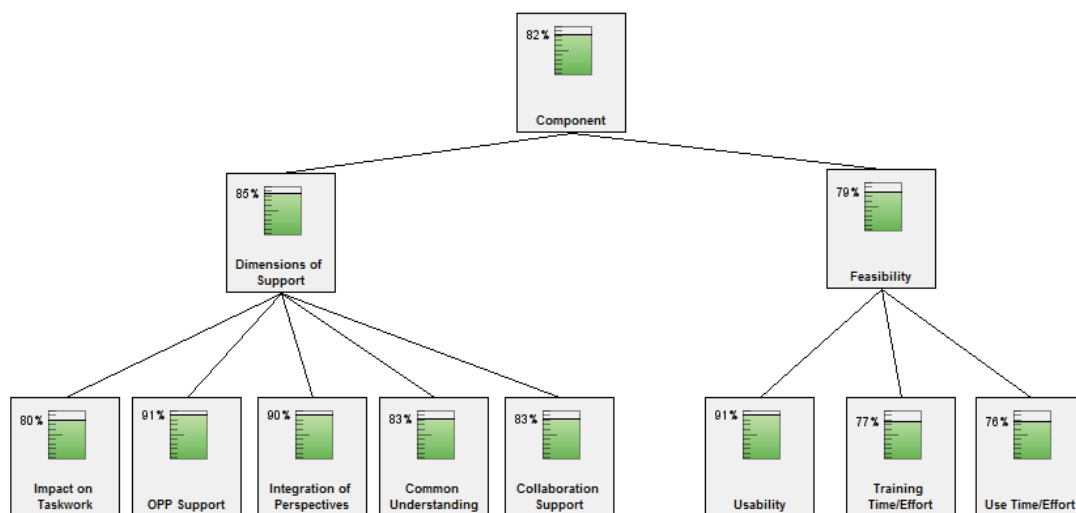 82%
Component
85%
Dimensions of
Support
79%
Feasibility
80%
Impact on
Taskwork
91%
OPP Support
90%
Integration of
Perspectives
83%
Common
Understanding
83%
Collaboration
Support
91%
Usability
77%
Training
Time/Effort
76%
Use Time/Effort